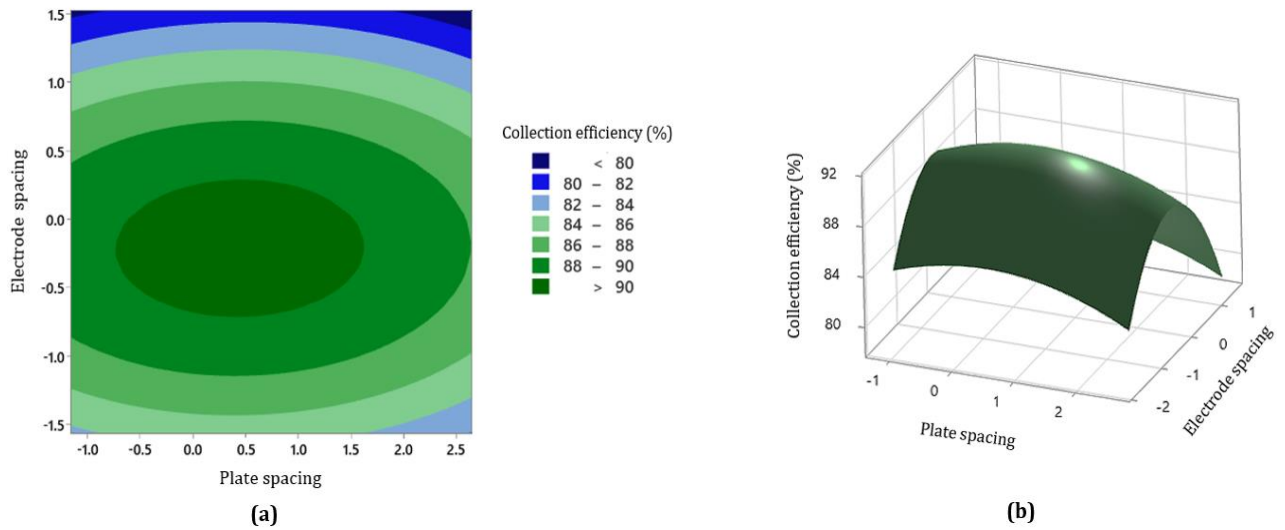 1.5
1.0
0.5
0.0
-0.5
-1.0
-1.5
Electrode spacing
-1.0 -0.5 0.0 0.5 1.0 1.5 2.0 2.5
Plate spacing
(a)
Collection efficiency (%)
< 80
80 – 82
82 – 84
84 – 86
86 – 88
88 – 90
> 90
Collection efficiency (%)
92
88
84
80
-1 0 1 2
Plate spacing
-2 -1 0 1
Electrode spacing
(b)